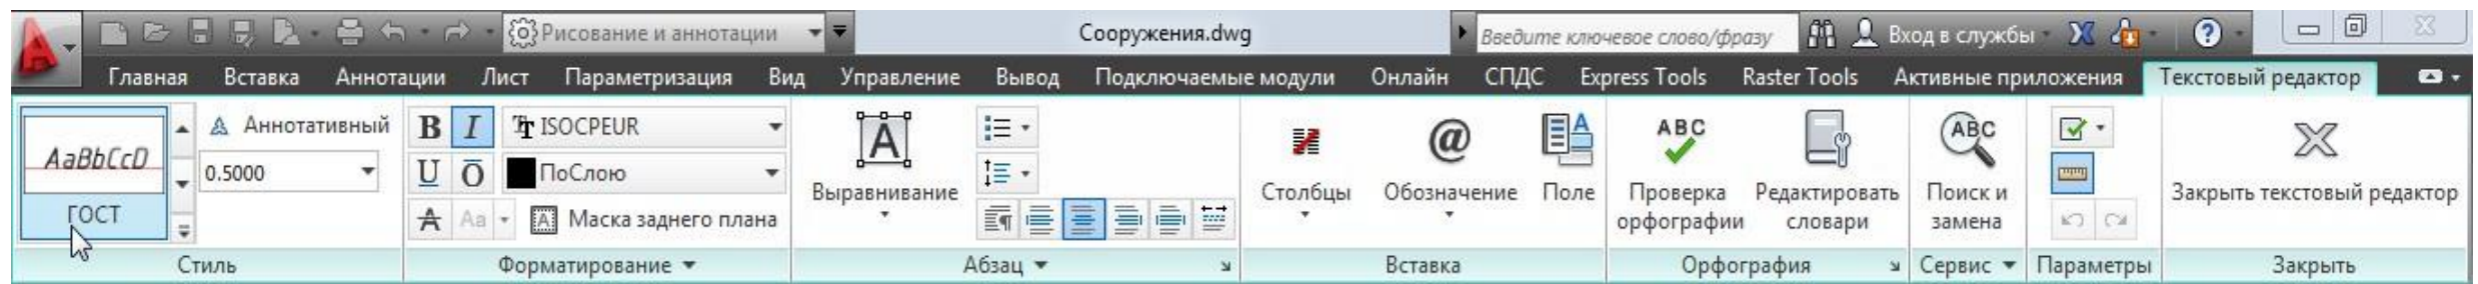 Рисование и аннотации Сооружения.dwg Введите ключевое слово/фразу Вход в службы
Главная Вставка Аннотации Лист Параметризация Вид Управление Вывод Подключаемые модули Онлайн СПДС Express Tools Raster Tools Активные приложения Текстовый редактор
AaBbCcD
ГОСТ
Аннотативный
0.5000
B I ISOCPEUR
U O ПоСлою
A Aa A Маска заднего плана
A
Выравнивание
Столбцы
@
Обозначение
A
Поле
ABC
Проверка
орфографии
Редактировать
словари
ABC
Поиск и
замена
Закрыть текстовый редактор
Стиль Форматирование Абзац Вставка Орфография Сервис Параметры Закрыть